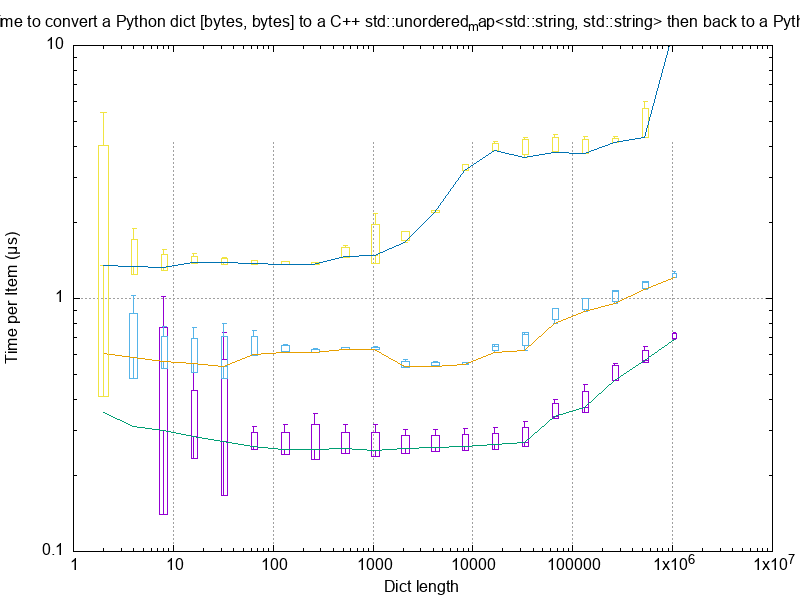 me to convert a Python dict [bytes, bytes] to a C++ std::unordered_map<std::string, std::string> then back to a Pyth
10
1
0.1
Time per Item (µs)
1
10
100
1000
10000
100000
1x10^6
1x10^7
Dict length